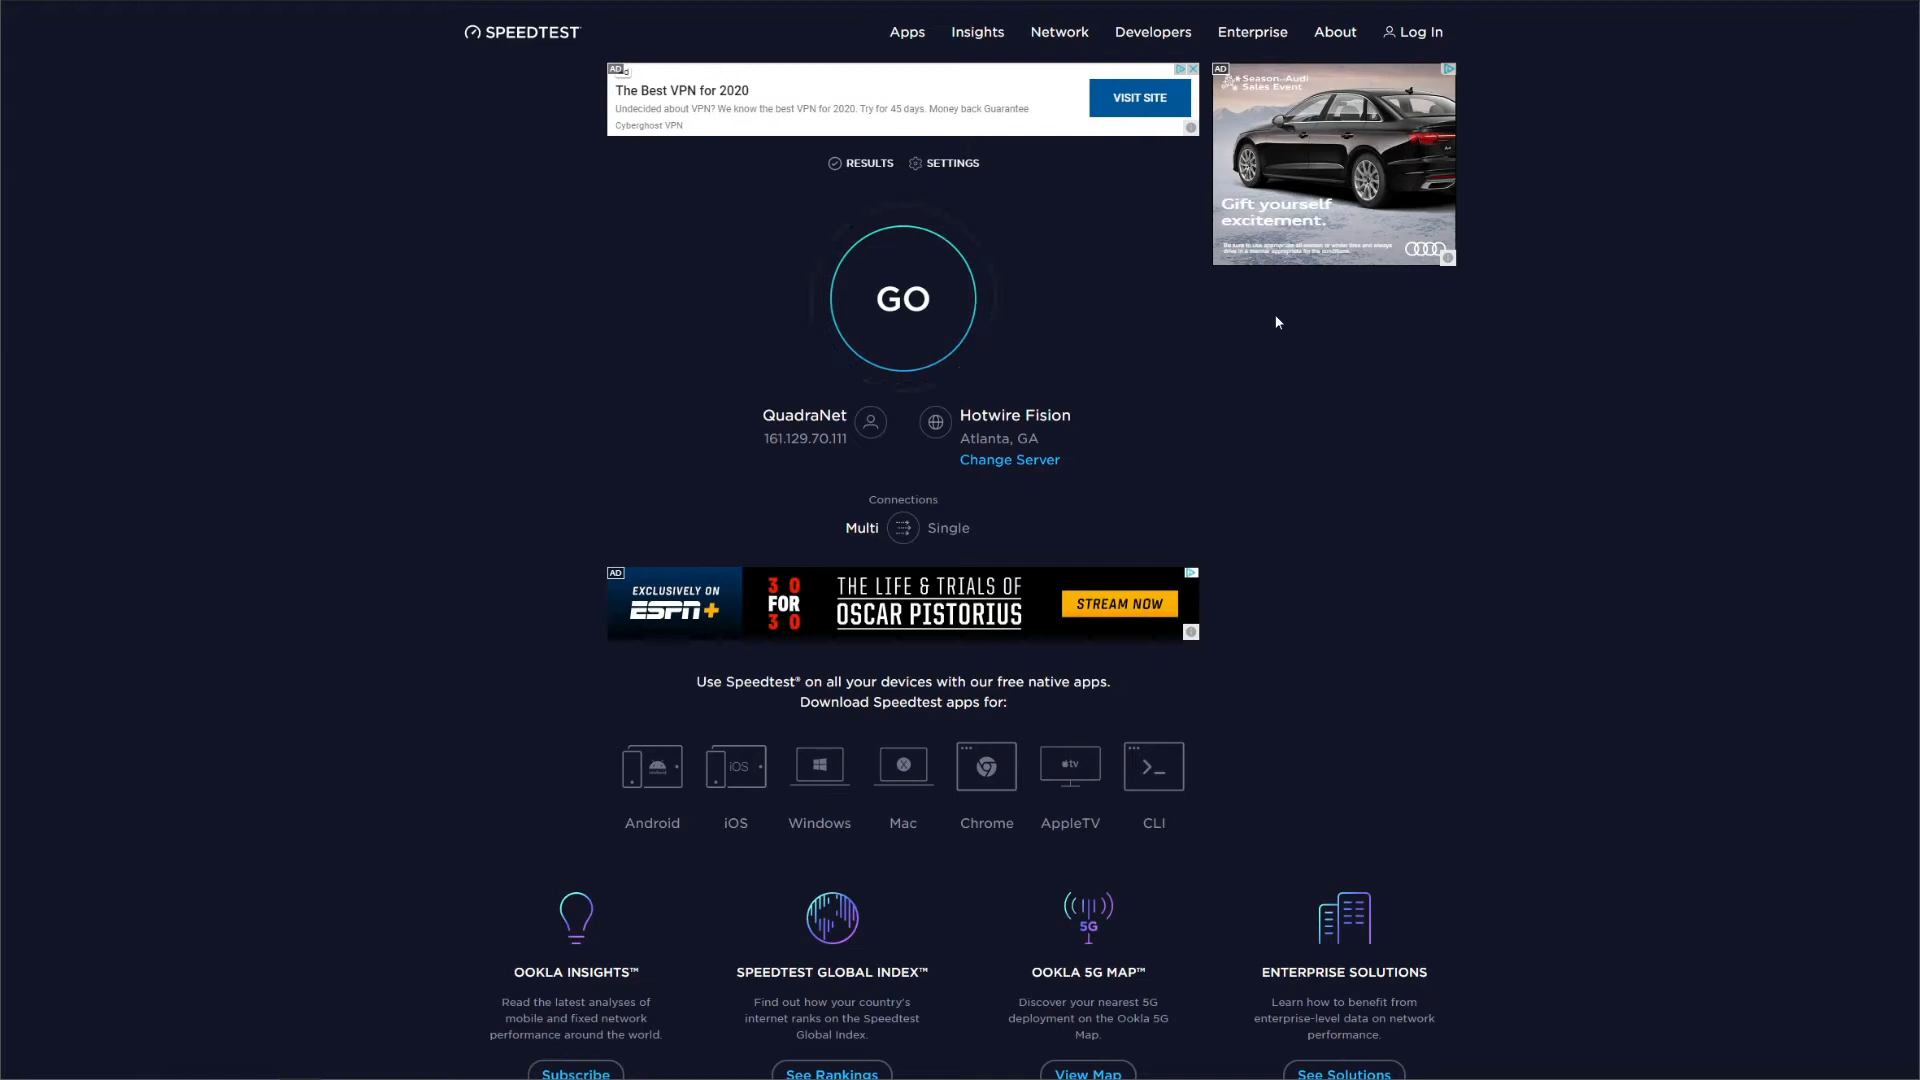 SPEEDTEST
Apps
Insights
Network
Developers
Enterprise
About
Log In
AD
The Best VPN for 2020
Undecided about VPN? We know the best VPN for 2020. Try for 45 days. Money back Guarantee
Cyberghost VPN
VISIT SITE
AD
Season of Audi
Sales Event
Gift yourself
excitement.
RESULTS
SETTINGS
GO
QuadraNet
161.129.70.111
Hotwire Fision
Atlanta, GA
Change Server
Connections
Multi
Single
AD
EXCLUSIVELY ON
ESPN+
30
FOR
30
THE LIFE & TRIALS OF
OSCAR PISTORIUS
STREAM NOW
Use Speedtest® on all your devices with our free native apps.
Download Speedtest apps for:
iOS
tv
Android
iOS
Windows
Mac
Chrome
AppleTV
CLI
5G
OOKLA INSIGHTS™
Read the latest analyses of
mobile and fixed network
performance around the world.
Subscribe
SPEEDTEST GLOBAL INDEX™
Find out how your country's
internet ranks on the Speedtest
Global Index.
See Rankings
OOKLA 5G MAP™
Discover your nearest 5G
deployment on the Ookla 5G
Map.
View Map
ENTERPRISE SOLUTIONS
Learn how to benefit from
enterprise-level data on network
performance.
See Solutions